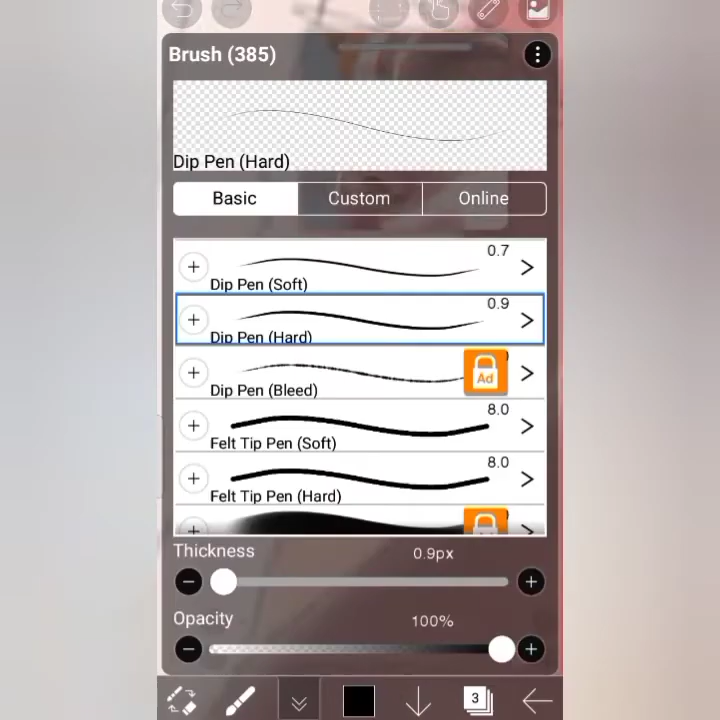 Brush (385)
Dip Pen (Hard)
Basic Custom Online
0.7
Dip Pen (Soft)
0.9
Dip Pen (Hard)
Ad
Dip Pen (Bleed)
8.0
Felt Tip Pen (Soft)
8.0
Felt Tip Pen (Hard)
Thickness 0.9px
Opacity 100%
3